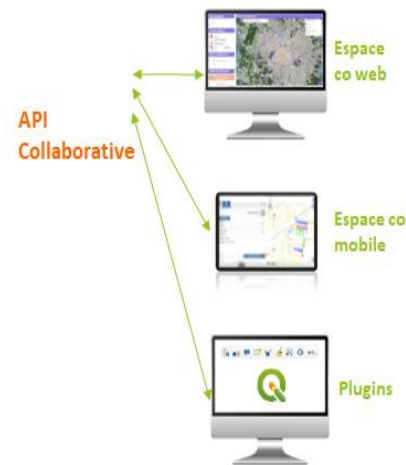 Espace
co web
API
Collaborative
Espace co
mobile
Plugins